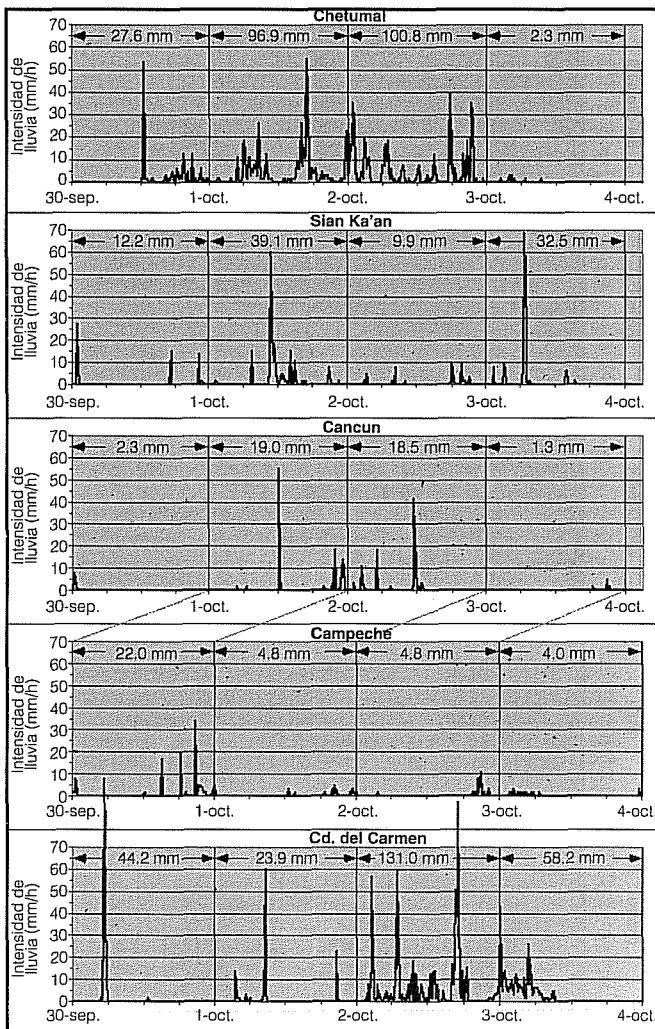 Chetumal
Intensidad de
lluvia (mm/h)
70
60
50
40
30
20
10
0
27.6 mm 96.9 mm 100.8 mm 2.3 mm
30-sep. 1-oct. 2-oct. 3-oct. 4-oct.
Sian Ka'an
Intensidad de
lluvia (mm/h)
70
60
50
40
30
20
10
0
12.2 mm 39.1 mm 9.9 mm 32.5 mm
30-sep. 1-oct. 2-oct. 3-oct. 4-oct.
Cancun
Intensidad de
lluvia (mm/h)
70
60
50
40
30
20
10
0
2.3 mm 19.0 mm 18.5 mm 1.3 mm
30-sep. 1-oct. 2-oct. 3-oct. 4-oct.
Campeche
Intensidad de
lluvia (mm/h)
70
60
50
40
30
20
10
0
22.0 mm 4.8 mm 4.8 mm 4.0 mm
30-sep. 1-oct. 2-oct. 3-oct. 4-oct.
Cd. del Carmen
Intensidad de
lluvia (mm/h)
70
60
50
40
30
20
10
0
44.2 mm 23.9 mm 131.0 mm 58.2 mm
30-sep. 1-oct. 2-oct. 3-oct. 4-oct.